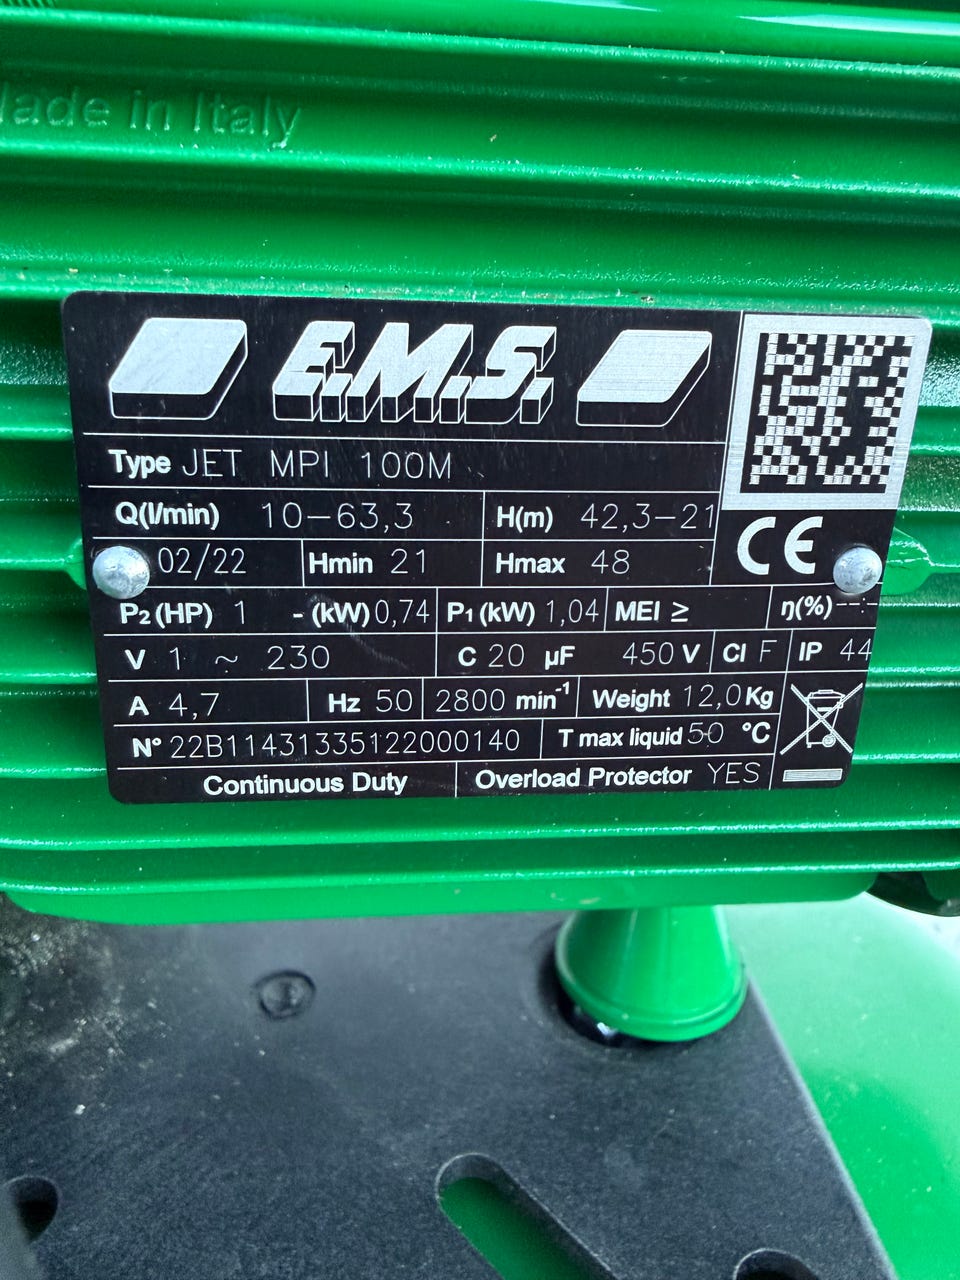 Made in Italy
E.M.S.
Type JET MPI 100M
Q(l/min) 10-63,3 H(m) 42,3-21
02/22 Hmin 21 Hmax 48
CE
P2 (HP) 1 - (kW) 0,74 P1 (kW) 1,04 MEI ≥ η(%) --:-
V 1 ~ 230 C 20 µF 450 V Cl F IP 44
A 4,7 Hz 50 2800 min-1 Weight 12,0 Kg
N° 22B11431335122000140 T max liquid 50 °C
Continuous Duty Overload Protector YES